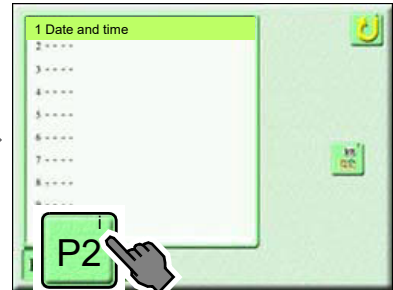 1 Date and time
2 ----
3 ----
4 ----
5 ----
6 ----
7 ----
8 ----
i
P2